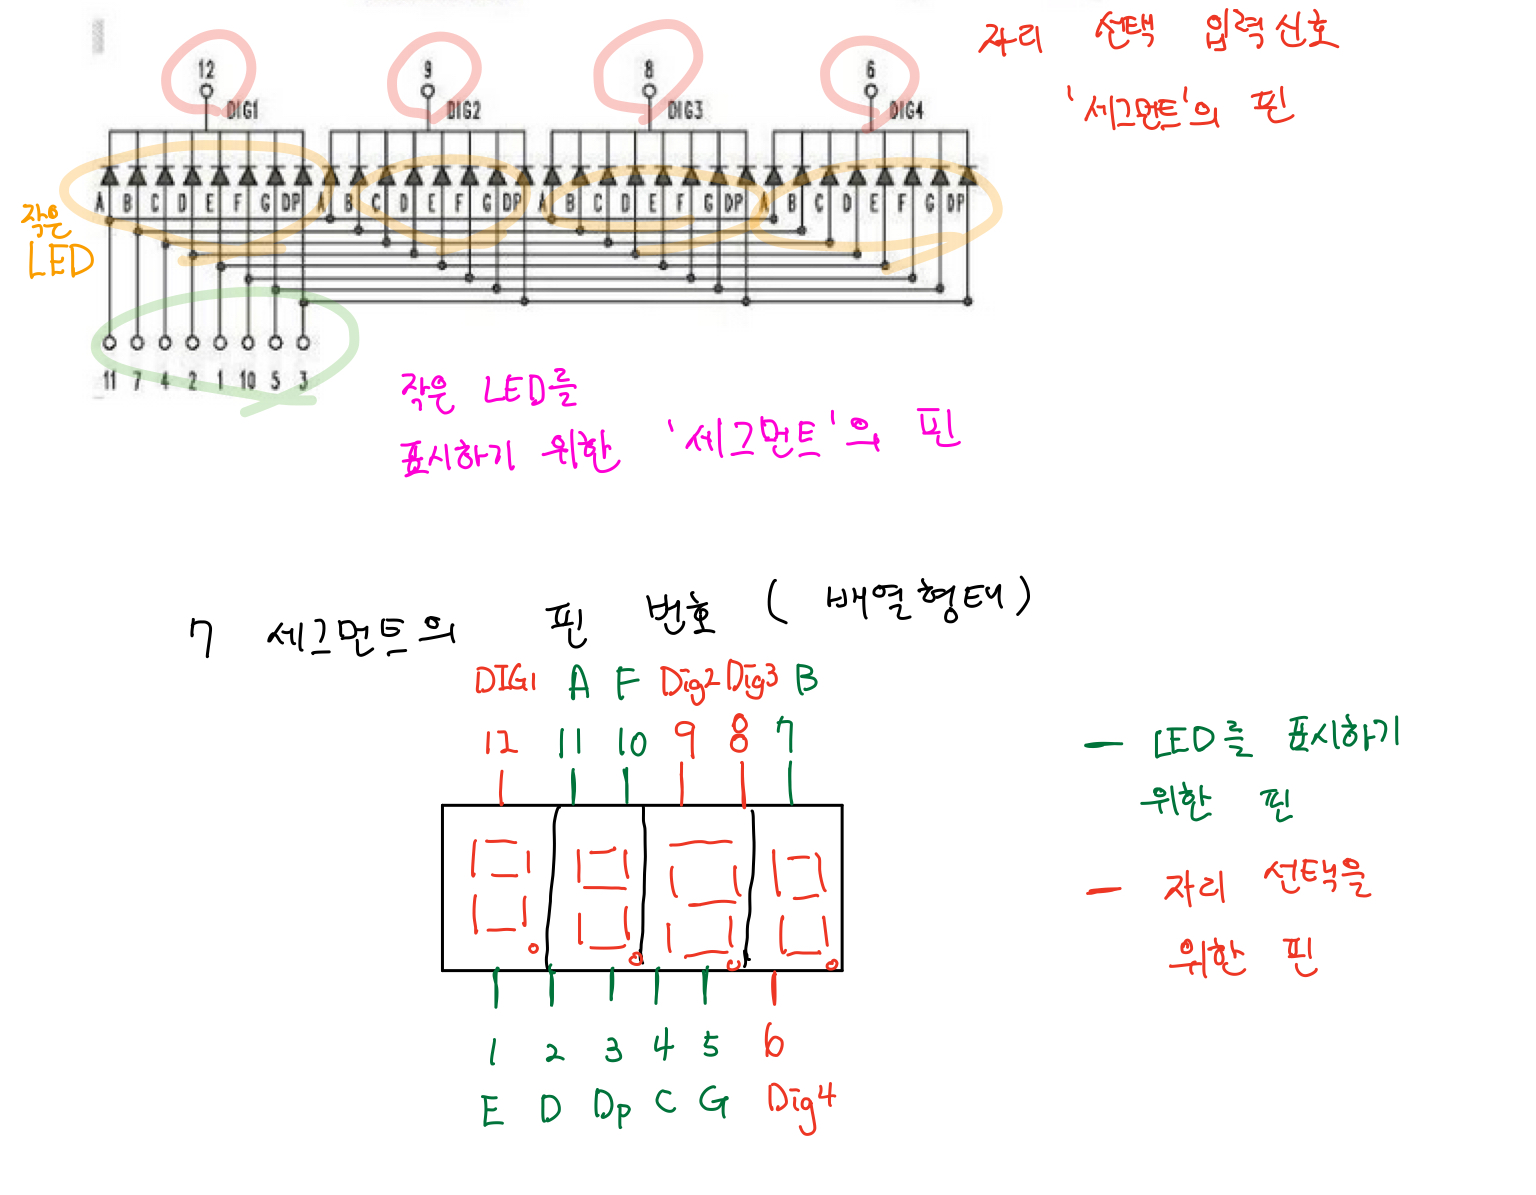 자리 선택 입력신호
'세그먼트'의 핀
12 9 8 6
DIG1 DIG2 DIG3 DIG4
A B C D E F G DP A B C D E F G DP A B C D E F G DP A B C D E F G DP
작은
LED
11 7 4 2 1 10 5 3
작은 LED를
표시하기 위한 '세그먼트'의 핀
7 세그먼트의 핀 번호 (배열형태)
DIG1 A F Dig2 Dig3 B
12 11 10 9 8 7
1 2 3 4 5 6
E D Dp C G Dig4
- LED를 표시하기
위한 핀
- 자리 선택을
위한 핀